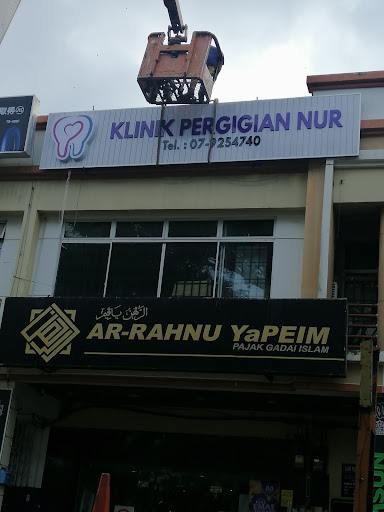 KLINIK PERGIGIAN NUR
Tel. : 07-9254740
الرهن ياڤيم
AR-RAHNU YaPEIM
PAJAK GADAI ISLAM